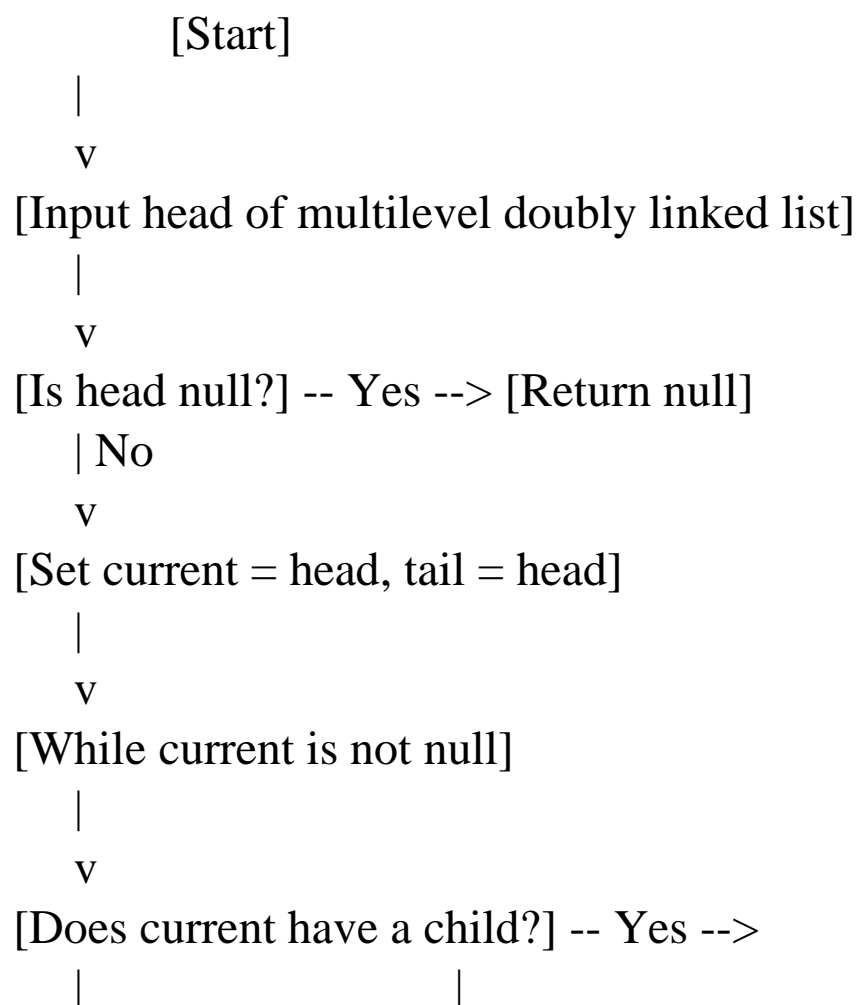 [Start]
|
v
[Input head of multilevel doubly linked list]
|
v
[Is head null?] -- Yes --> [Return null]
| No
v
[Set current = head, tail = head]
|
v
[While current is not null]
|
v
[Does current have a child?] -- Yes -->
| |